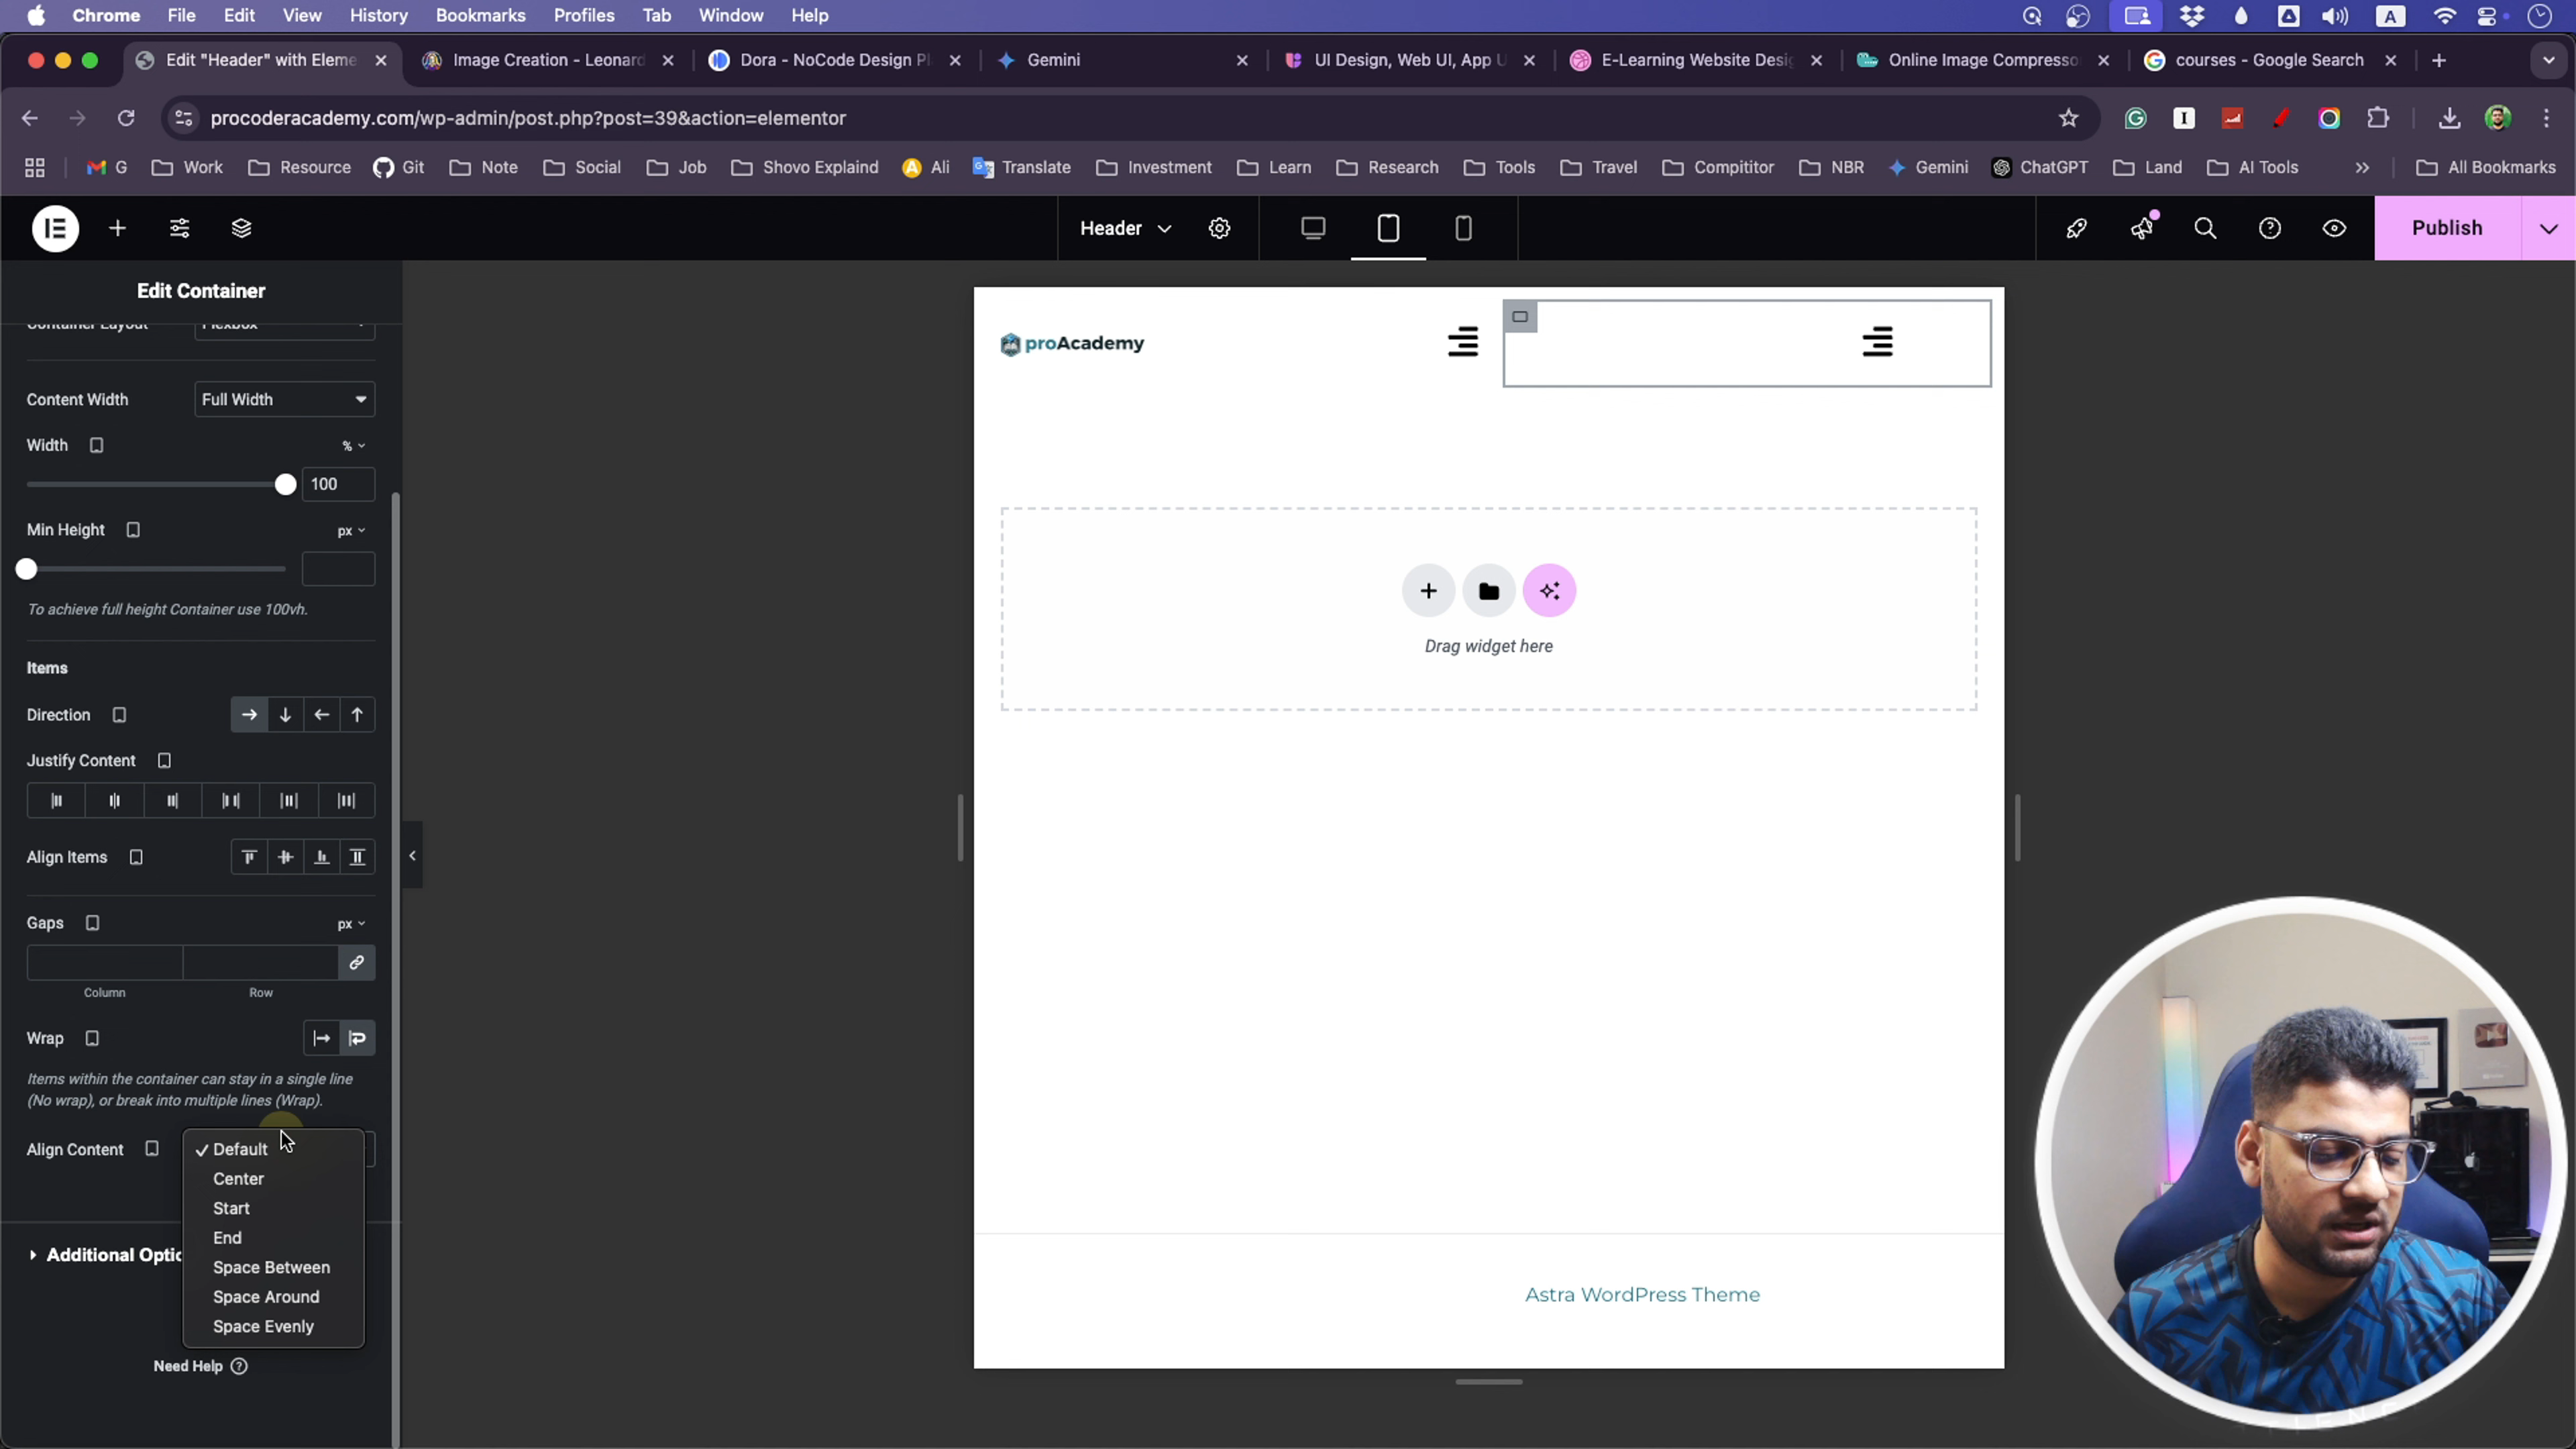 Chrome File Edit View History Bookmarks Profiles Tab Window Help
Edit "Header" with Eleme
Image Creation - Leonard
Dora - NoCode Design Pl
Gemini
UI Design, Web UI, App U
E-Learning Website Desig
Online Image Compresso
courses - Google Search
procoderacademy.com/wp-admin/post.php?post=39&action=elementor
G Work Resource Git Note Social Job Shovo Explaind Ali Translate Investment Learn Research Tools Travel Compititor NBR Gemini ChatGPT Land AI Tools » All Bookmarks
Header
Publish
Edit Container
Container Layout Flexbox
Content Width Full Width
Width %
100
Min Height px
To achieve full height Container use 100vh.
Items
Direction
Justify Content
Align Items
Gaps px
Column Row
Wrap
Items within the container can stay in a single line
(No wrap), or break into multiple lines (Wrap).
Align Content
Default
Center
Start
End
Space Between
Space Around
Space Evenly
Additional Optio
Need Help
proAcademy
Drag widget here
Astra WordPress Theme